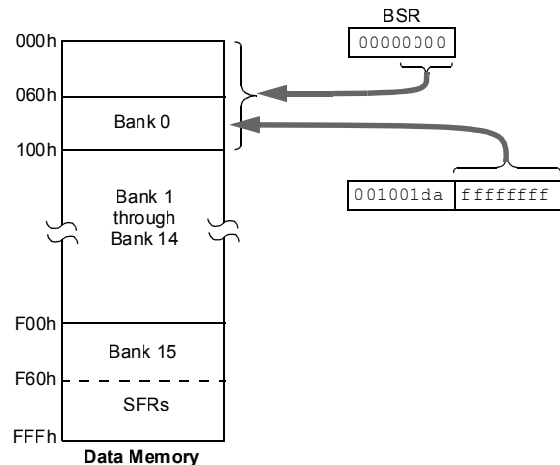 BSR
00000000
000h
060h
Bank 0
100h
Bank 1
through
Bank 14
001001da ffffffff
F00h
Bank 15
F60h
SFRs
FFFh
Data Memory